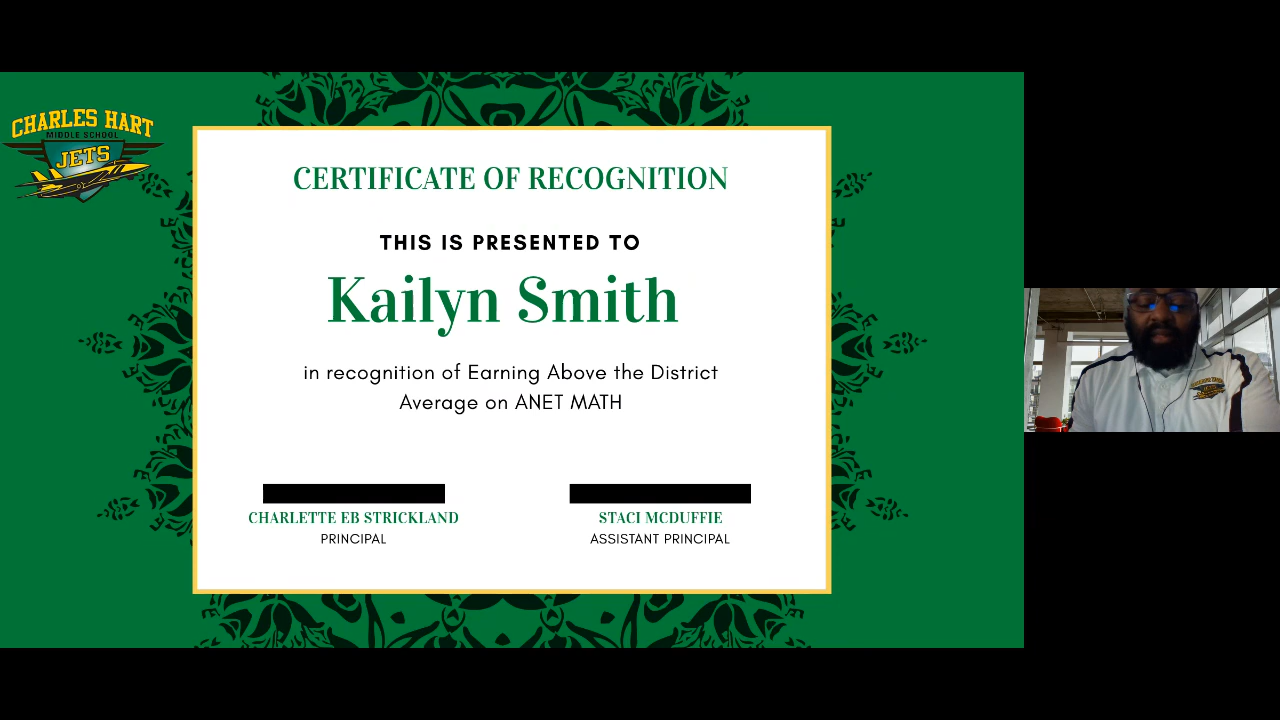 CHARLES HART
MIDDLE SCHOOL
JETS
CERTIFICATE OF RECOGNITION
THIS IS PRESENTED TO
Kailyn Smith
in recognition of Earning Above the District
Average on ANET MATH
CHARLETTE EB STRICKLAND
PRINCIPAL
STACI MCDUFFIE
ASSISTANT PRINCIPAL